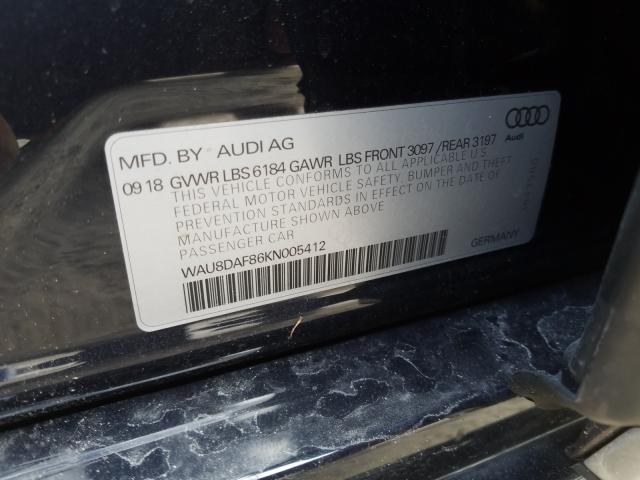 MFD. BY AUDI AG
Audi
09 18 GVWR LBS 6184 GAWR LBS FRONT 3097 / REAR 3197
THIS VEHICLE CONFORMS TO ALL APPLICABLE U.S
FEDERAL MOTOR VEHICLE SAFETY, BUMPER AND THEFT
PREVENTION STANDARDS IN EFFECT ON THE DATE OF
MANUFACTURE SHOWN ABOVE
PASSENGER CAR
WAU8DAF86KN005412
GERMANY